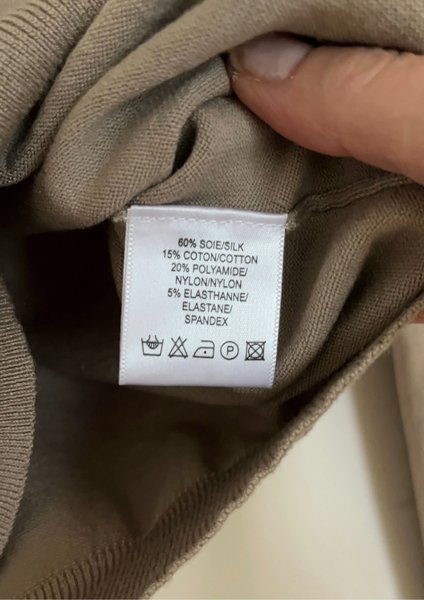 60% SOIE/SILK
15% COTON/COTTON
20% POLYAMIDE/
NYLON/NYLON
5% ELASTHANNE/
ELASTANE/
SPANDEX
P